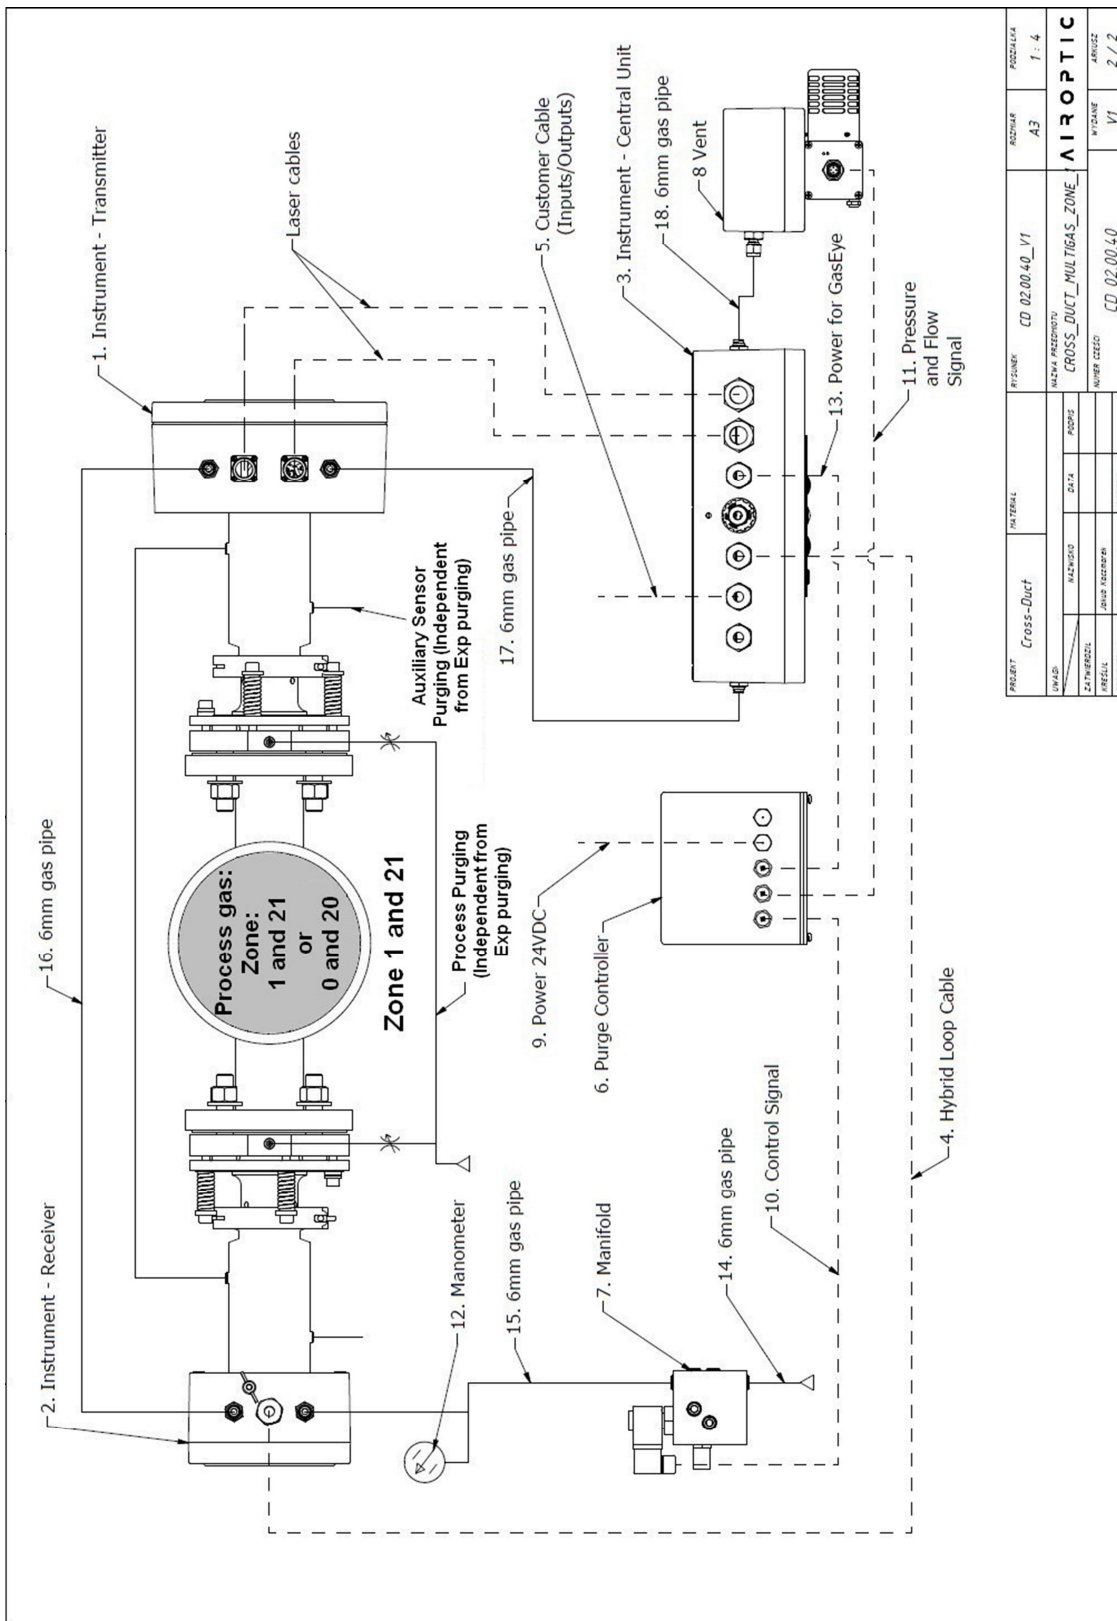 16. 6mm gas pipe
2. Instrument - Receiver
1. Instrument - Transmitter
Laser cables
Process gas:
Zone:
1 and 21
or
0 and 20
Zone 1 and 21
Process Purging
(Independent from
Exp purging)
Auxiliary Sensor
Purging (Independent
from Exp purging)
12. Manometer
15. 6mm gas pipe
17. 6mm gas pipe
5. Customer Cable
(Inputs/Outputs)
3. Instrument - Central Unit
18. 6mm gas pipe
8 Vent
9. Power 24VDC
6. Purge Controller
7. Manifold
14. 6mm gas pipe
10. Control Signal
13. Power for GasEye
11. Pressure
and Flow
Signal
4. Hybrid Loop Cable
PROJEKT
Cross-Duct
MATERIAŁ
RYSUNEK
CD 02.00.40_V1
ROZMIAR
A3
PODZIAŁKA
1 : 4
UWAGI:
NAZWISKO
DATA
PODPIS
NAZWA PRZEDMIOTU
CROSS_DUCT_MULTIGAS_ZONE_1
AIROPTIC
ZATWIERDZIŁ
KREŚLIŁ
Jakub Kaczmarek
NUMER CZĘŚCI
CD 02.00.40
WYDANIE
V1
ARKUSZ
2 / 2